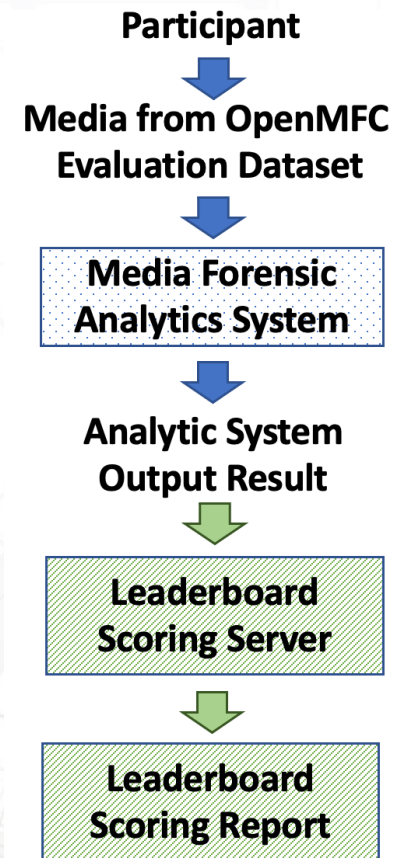 Participant
Media from OpenMFC
Evaluation Dataset
Media Forensic
Analytics System
Analytic System
Output Result
Leaderboard
Scoring Server
Leaderboard
Scoring Report